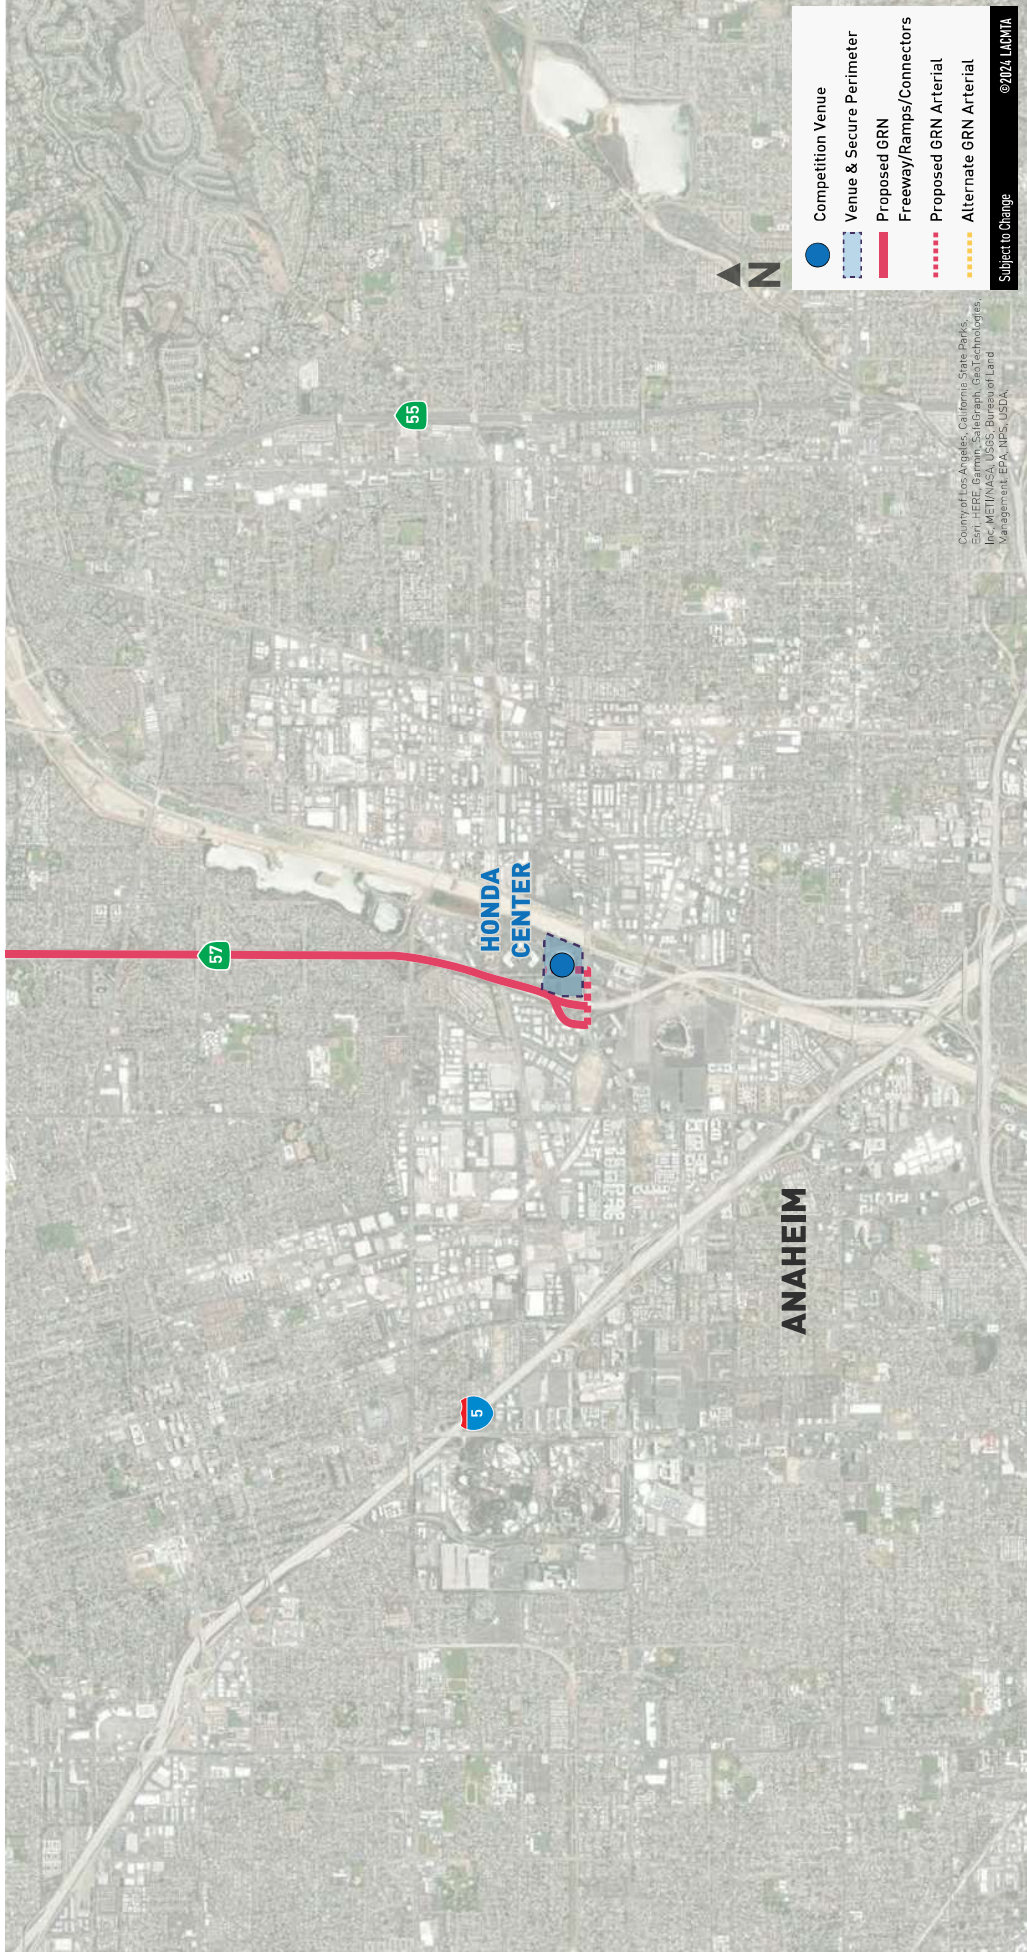 57
55
5
HONDA
CENTER
ANAHEIM
N
Competition Venue
Venue & Secure Perimeter
Proposed GRN
Freeway/Ramps/Connectors
Proposed GRN Arterial
Alternate GRN Arterial
Subject to Change ©2024 LACMTA
County of Los Angeles, California State Parks,
Esri, HERE, Garmin, SafeGraph, GeoTechnologies,
Inc, METI/NASA, USGS, Bureau of Land
Management, EPA, NPS, USDA,